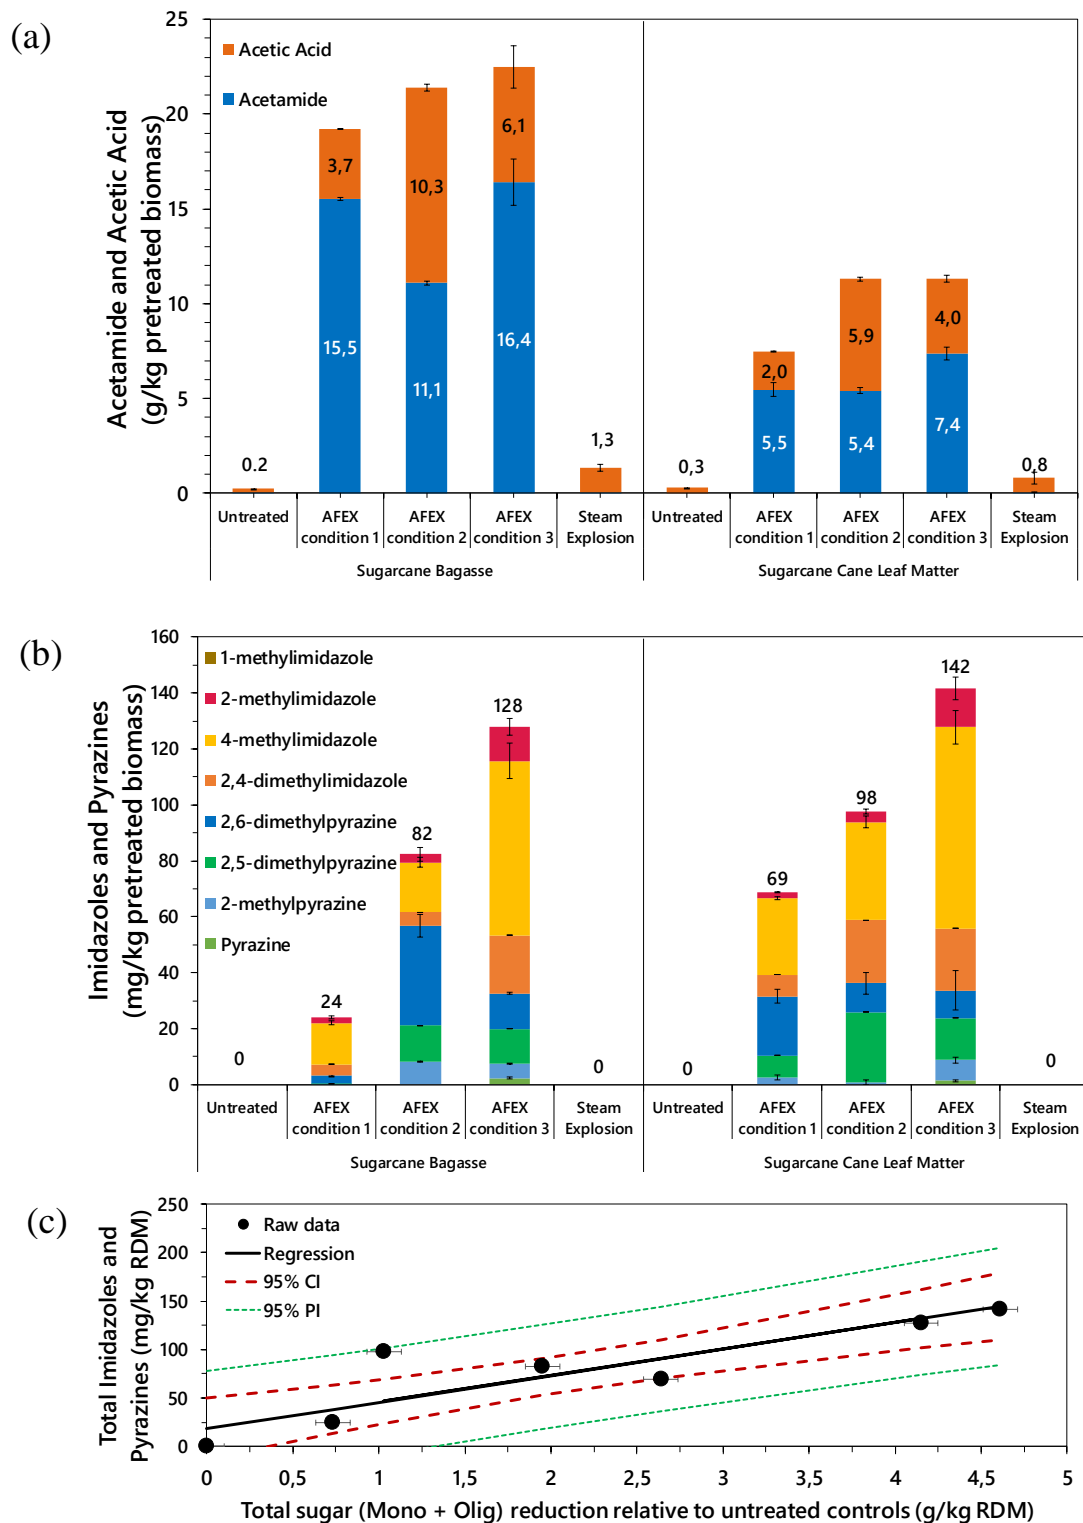 (a)
Acetamide and Acetic Acid
(g/kg pretreated biomass)
25
20
15
10
5
0
Acetic Acid
Acetamide
0.2
3,7
15,5
10,3
11,1
6,1
16,4
1,3
0,3
2,0
5,5
5,9
5,4
4,0
7,4
0,8
Untreated
AFEX
condition 1
AFEX
condition 2
AFEX
condition 3
Steam
Explosion
Untreated
AFEX
condition 1
AFEX
condition 2
AFEX
condition 3
Steam
Explosion
Sugarcane Bagasse
Sugarcane Cane Leaf Matter
(b)
Imidazoles and Pyrazines
(mg/kg pretreated biomass)
160
140
120
100
80
60
40
20
0
1-methylimidazole
2-methylimidazole
4-methylimidazole
2,4-dimethylimidazole
2,6-dimethylpyrazine
2,5-dimethylpyrazine
2-methylpyrazine
Pyrazine
0
24
82
128
0
0
69
98
142
0
Untreated
AFEX
condition 1
AFEX
condition 2
AFEX
condition 3
Steam
Explosion
Untreated
AFEX
condition 1
AFEX
condition 2
AFEX
condition 3
Steam
Explosion
Sugarcane Bagasse
Sugarcane Cane Leaf Matter
(c)
Total Imidazoles and
Pyrazines (mg/kg RDM)
250
200
150
100
50
0
Raw data
Regression
95% CI
95% PI
0
0,5
1
1,5
2
2,5
3
3,5
4
4,5
5
Total sugar (Mono + Olig) reduction relative to untreated controls (g/kg RDM)